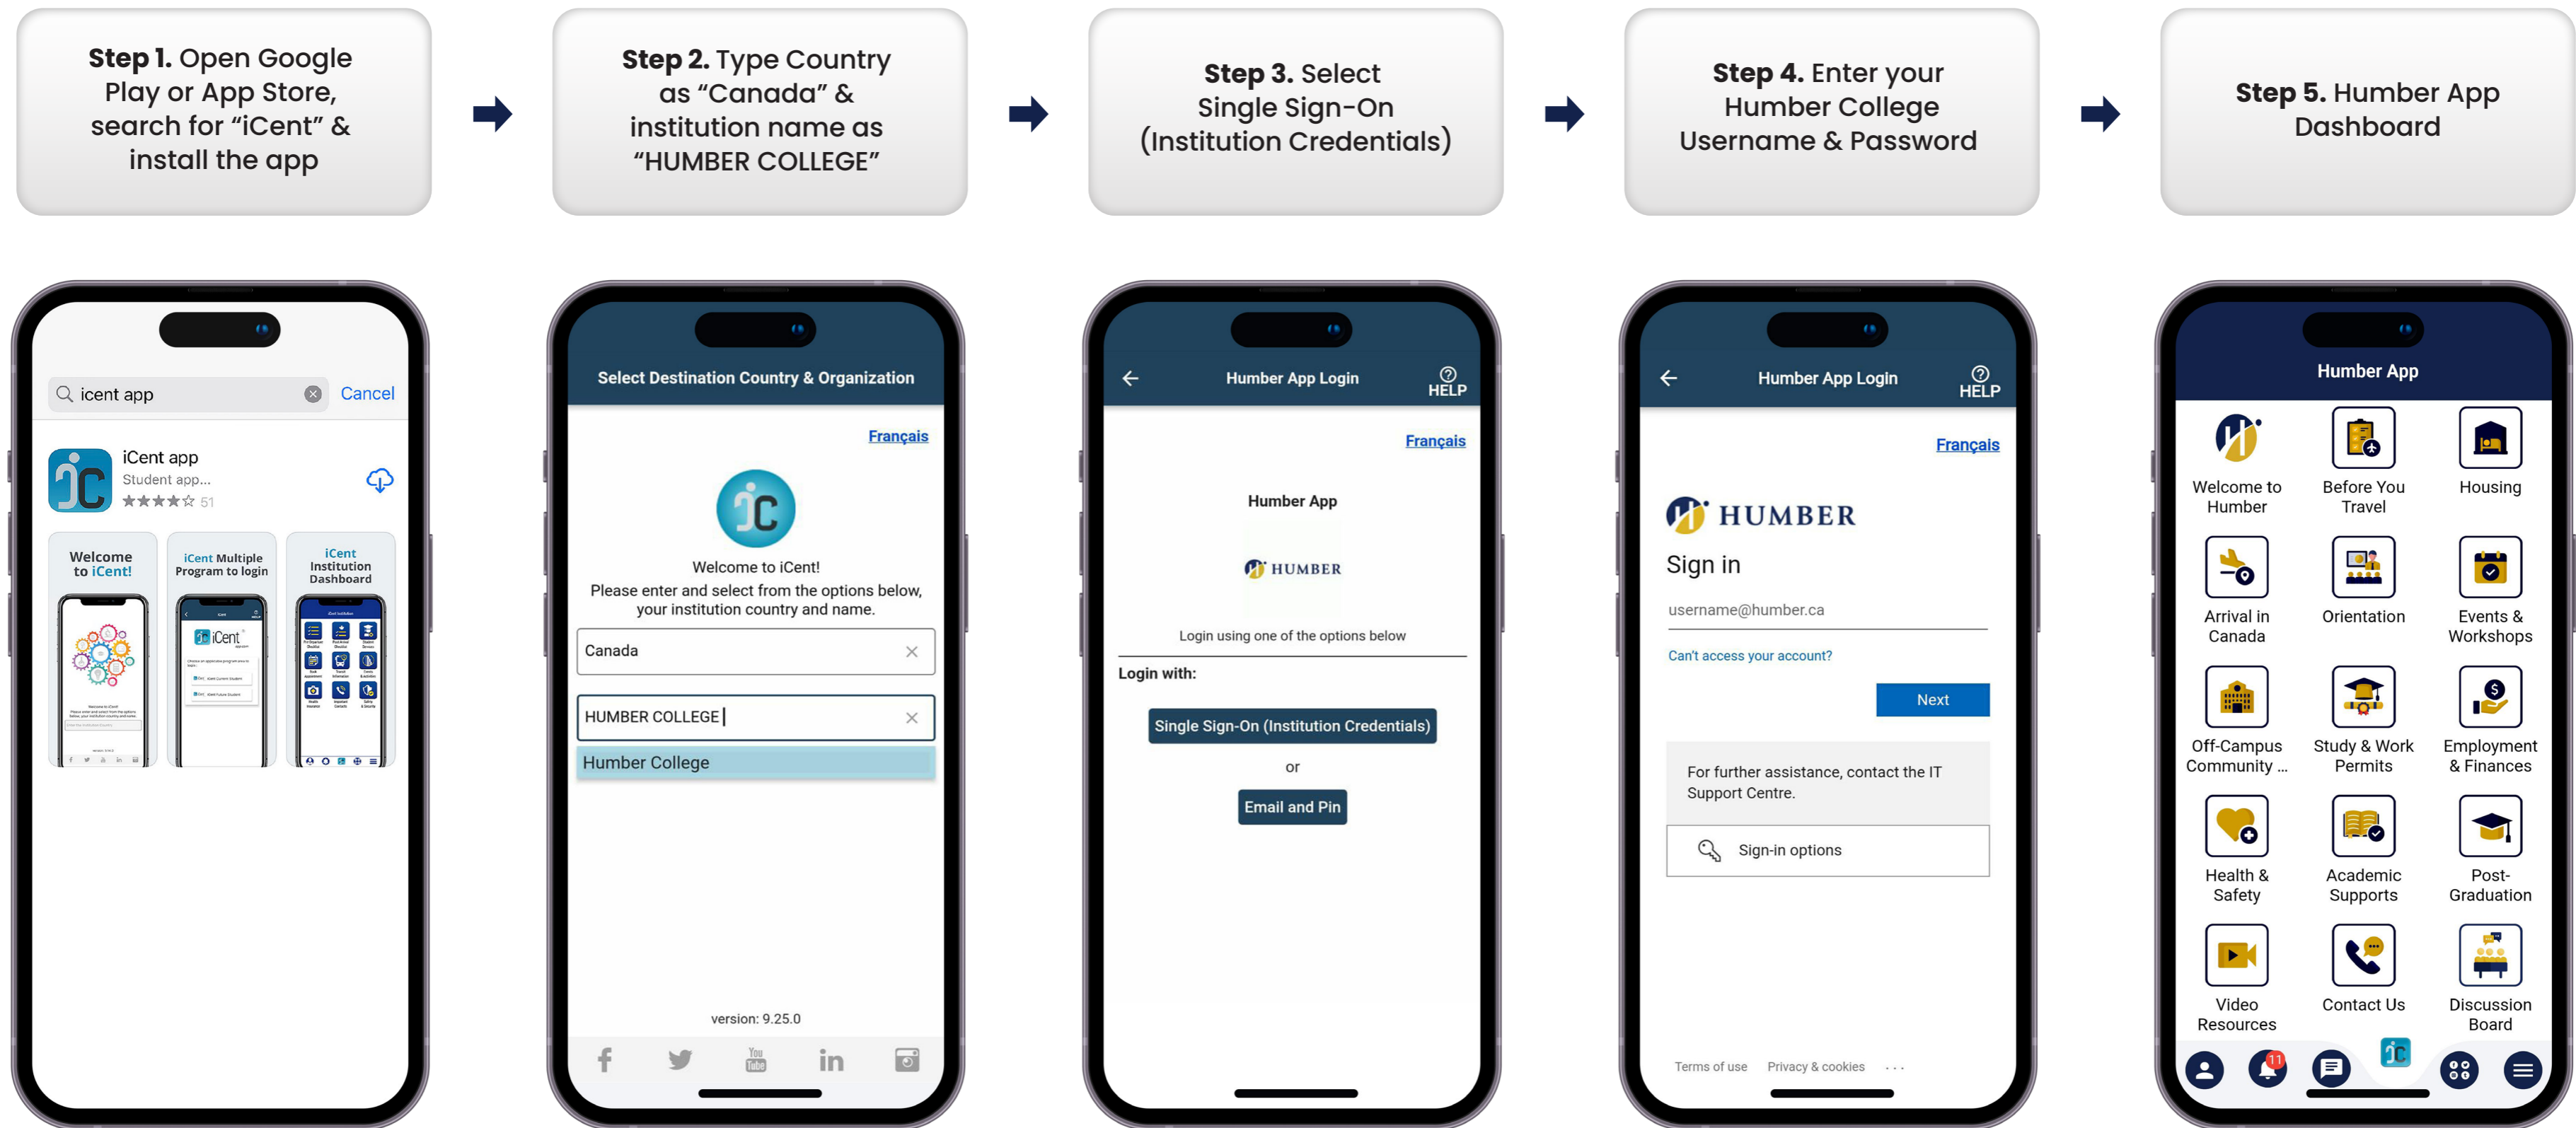 Step 1. Open Google
Play or App Store,
search for “iCent” &
install the app
Step 2. Type Country
as “Canada” &
institution name as
“HUMBER COLLEGE”
Step 3. Select
Single Sign-On
(Institution Credentials)
Step 4. Enter your
Humber College
Username & Password
Step 5. Humber App
Dashboard
icent app
Cancel
iCent app
Student app...
51
Welcome
to iCent!
iCent Multiple
Program to login
iCent
Institution
Dashboard
iCent
Select Destination Country & Organization
Français
Welcome to iCent!
Please enter and select from the options below,
your institution country and name.
Canada
HUMBER COLLEGE
Humber College
version: 9.25.0
You
Tube
in
Humber App Login
HELP
Français
Humber App
HUMBER
Login using one of the options below
Login with:
Single Sign-On (Institution Credentials)
or
Email and Pin
Humber App Login
HELP
Français
HUMBER
Sign in
username@humber.ca
Can't access your account?
Next
For further assistance, contact the IT
Support Centre.
Sign-in options
Terms of use Privacy & cookies ...
Humber App
Welcome to
Humber
Before You
Travel
Housing
Arrival in
Canada
Orientation
Events &
Workshops
Off-Campus
Community ...
Study & Work
Permits
Employment
& Finances
Health &
Safety
Academic
Supports
Post-
Graduation
Video
Resources
Contact Us
Discussion
Board
11